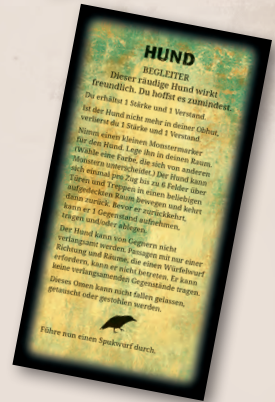 HUND
BEGLEITER
Dieser räudige Hund wirkt
freundlich. Du hoffst es zumindest.
Du erhältst 1 Stärke und 1 Verstand.
Ist der Hund nicht mehr in deiner Obhut,
verlierst du 1 Stärke und 1 Verstand.
Nimm einen kleinen Monstermarker
für den Hund. Lege ihn in deinen Raum.
(Wähle eine Farbe, die sich von anderen
Monstern unterscheidet.) Der Hund kann
sich einmal pro Zug bis zu 6 Felder über
Türen und Treppen in einen beliebigen
aufgedeckten Raum bewegen und kehrt
dann zurück. Bevor er zurückkehrt,
kann er 1 Gegenstand aufnehmen,
tragen und/oder ablegen.
Der Hund kann von Gegnern nicht
verlangsamt werden. Passagen mit nur einer
Richtung und Räume, die einen Würfelwurf
erfordern, kann er nicht betreten. Er kann
keine verlangsamenden Gegenstände tragen.
Dieses Omen kann nicht fallen gelassen,
getauscht oder gestohlen werden.
Führe nun einen Spukwurf durch.